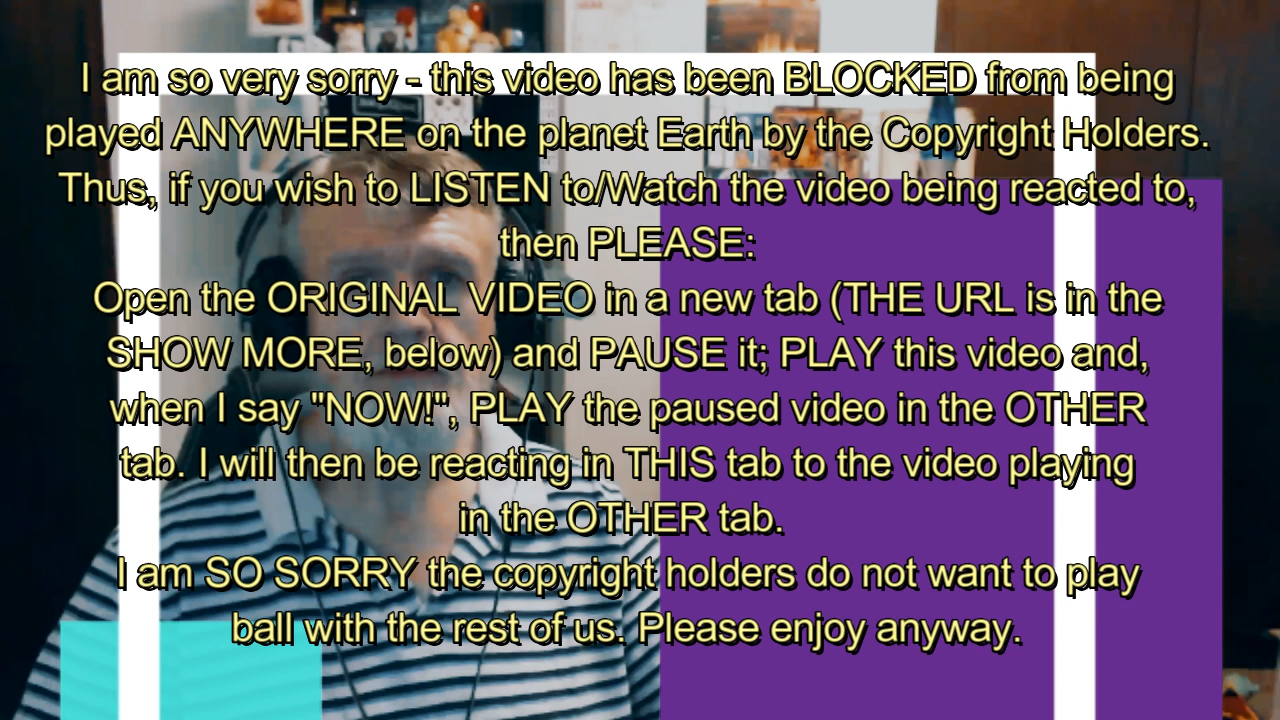 I am so very sorry - this video has been BLOCKED from being
played ANYWHERE on the planet Earth by the Copyright Holders.
Thus, if you wish to LISTEN to/Watch the video being reacted to,
then PLEASE:
Open the ORIGINAL VIDEO in a new tab (THE URL is in the
SHOW MORE, below) and PAUSE it; PLAY this video and,
when I say "NOW!", PLAY the paused video in the OTHER
tab. I will then be reacting in THIS tab to the video playing
in the OTHER tab.
I am SO SORRY the copyright holders do not want to play
ball with the rest of us. Please enjoy anyway.